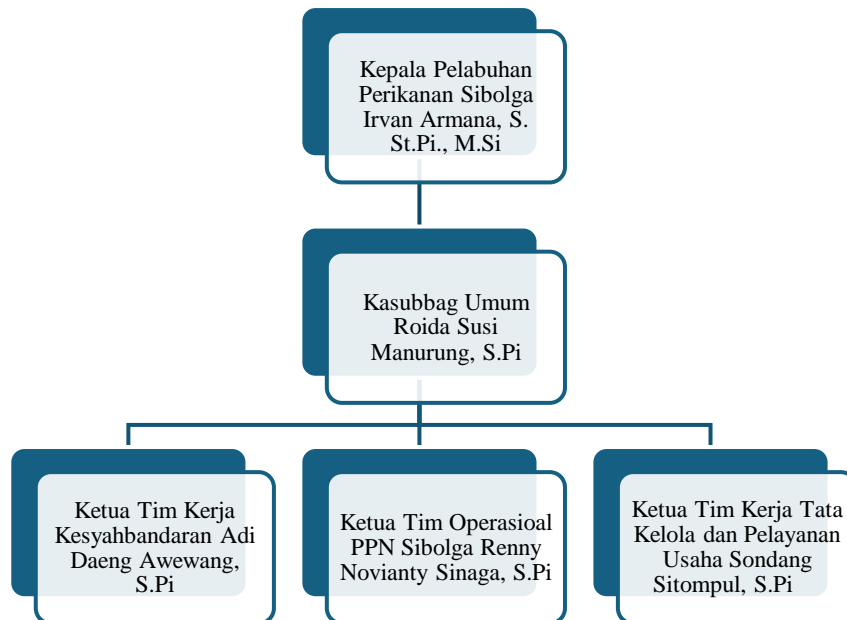 Kepala Pelabuhan
Perikanan Sibolga
Irvan Armana, S.
St.Pi., M.Si
Kasubbag Umum
Roida Susi
Manurung, S.Pi
Ketua Tim Kerja
Kesyahbandaran Adi
Daeng Awewang,
S.Pi
Ketua Tim Operasioal
PPN Sibolga Renny
Novianty Sinaga, S.Pi
Ketua Tim Kerja Tata
Kelola dan Pelayanan
Usaha Sondang
Sitompul, S.Pi